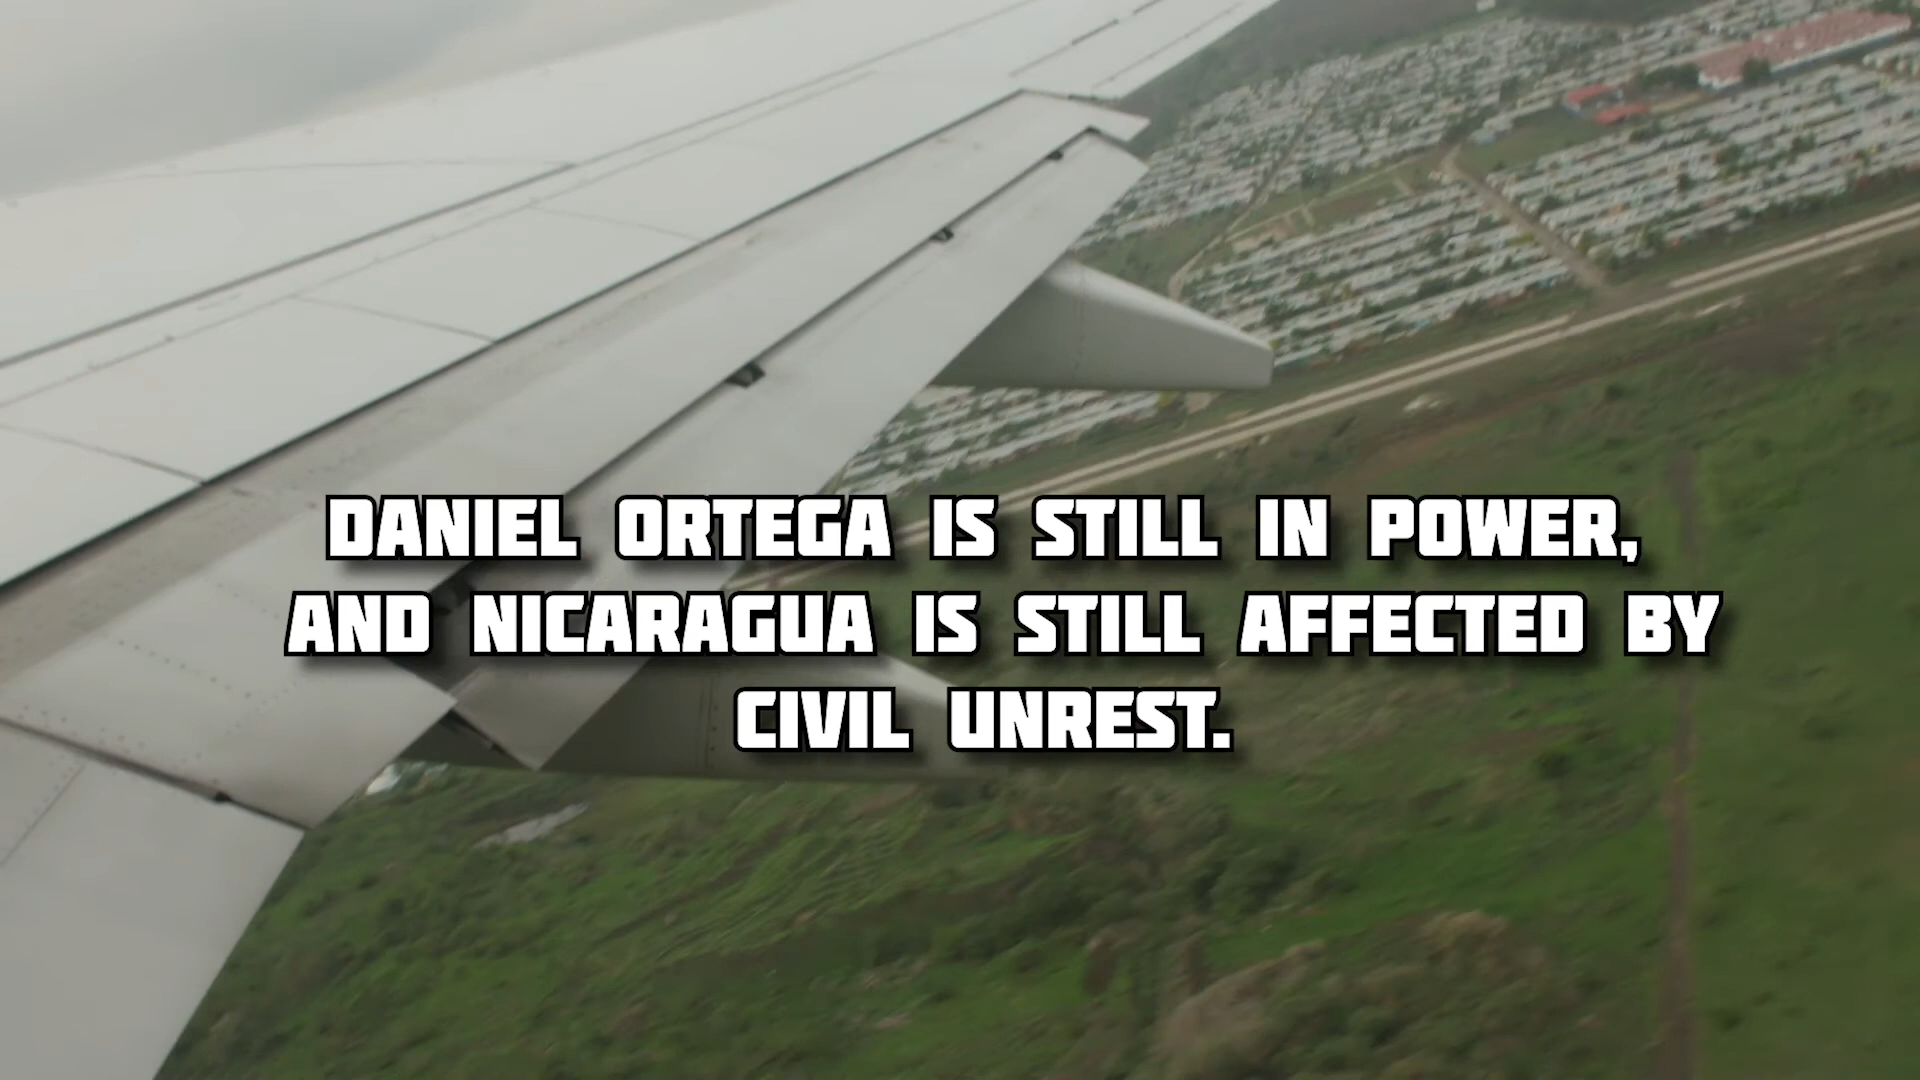 DANIEL ORTEGA IS STILL IN POWER,
AND NICARAGUA IS STILL AFFECTED BY
CIVIL UNREST.